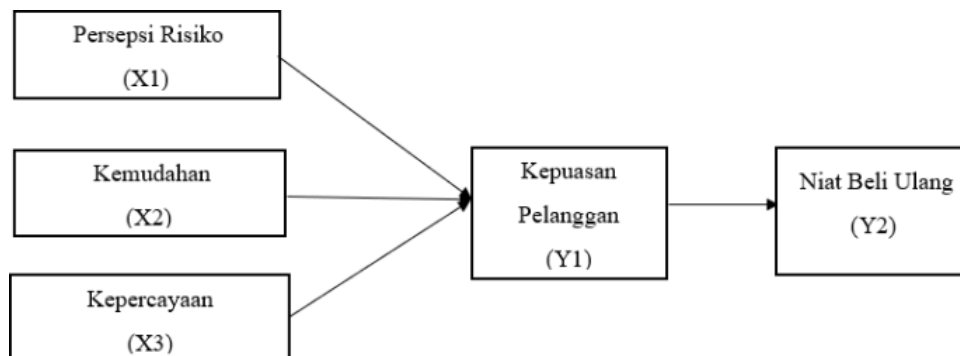 Persepsi Risiko
(X1)
Kemudahan
(X2)
Kepercayaan
(X3)
Kepuasan
Pelanggan
(Y1)
Niat Beli Ulang
(Y2)